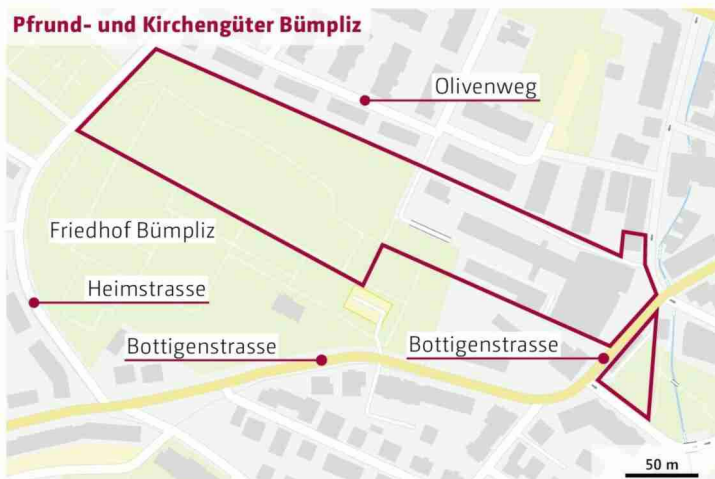 Pfrund- und Kirchengüter Bümpliz
Olivenweg
Friedhof Bümpliz
Heimstrasse
Bottigenstrasse
Bottigenstrasse
50 m